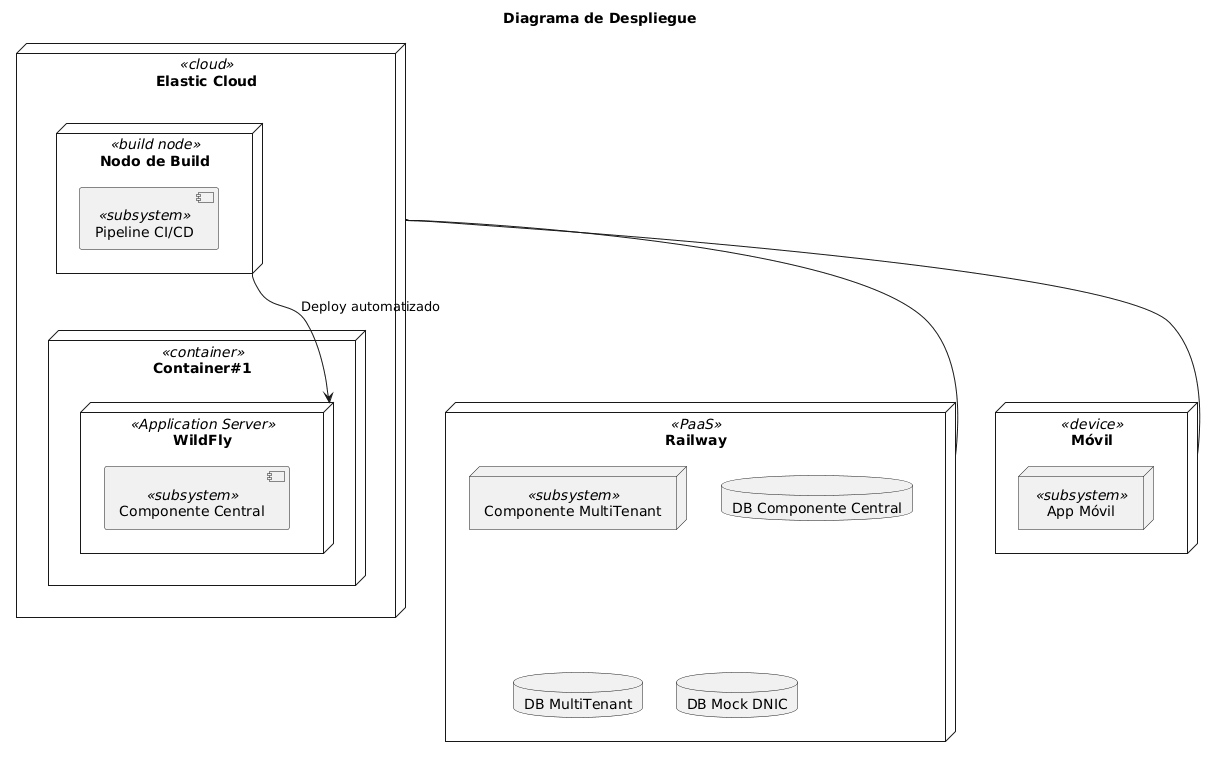 Diagrama de Despliegue
«cloud»
Elastic Cloud
«build node»
Nodo de Build
«subsystem»
Pipeline CI/CD
Deploy automatizado
«container»
Container#1
«Application Server»
WildFly
«subsystem»
Componente Central
«PaaS»
Railway
«subsystem»
Componente MultiTenant
DB Componente Central
DB MultiTenant
DB Mock DNIC
«device»
Móvil
«subsystem»
App Móvil